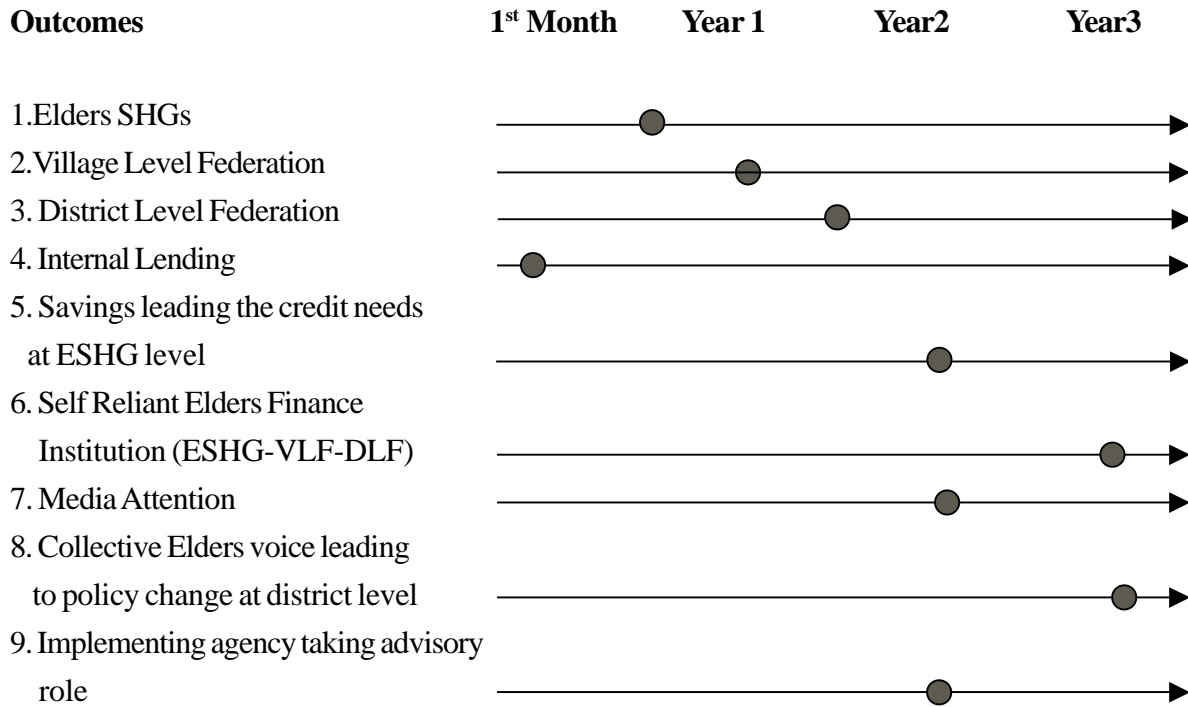 Outcomes 1st Month Year 1 Year2 Year3
1.Elders SHGs
2.Village Level Federation
3. District Level Federation
4. Internal Lending
5. Savings leading the credit needs
at ESHG level
6. Self Reliant Elders Finance
Institution (ESHG-VLF-DLF)
7. Media Attention
8. Collective Elders voice leading
to policy change at district level
9. Implementing agency taking advisory
role